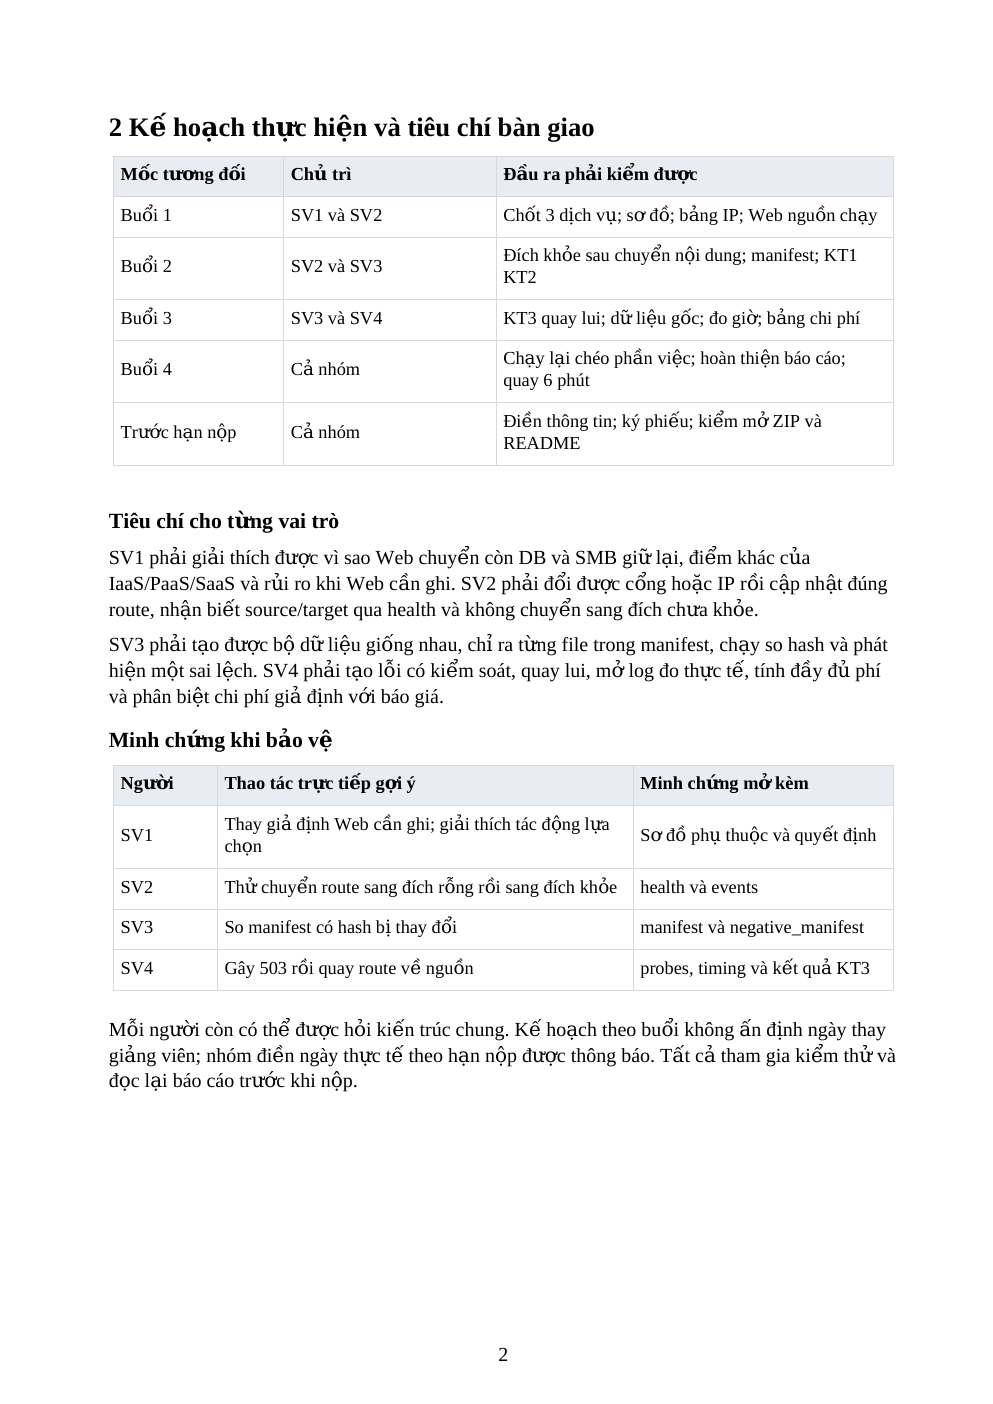 2 Kế hoạch thực hiện và tiêu chí bàn giao
Mốc tương đối | Chủ trì | Đầu ra phải kiểm được
Buổi 1 | SV1 và SV2 | Chốt 3 dịch vụ; sơ đồ; bảng IP; Web nguồn chạy
Buổi 2 | SV2 và SV3 | Đích khỏe sau chuyển nội dung; manifest; KT1
KT2
Buổi 3 | SV3 và SV4 | KT3 quay lui; dữ liệu gốc; đo giờ; bảng chi phí
Buổi 4 | Cả nhóm | Chạy lại chéo phần việc; hoàn thiện báo cáo;
quay 6 phút
Trước hạn nộp | Cả nhóm | Điền thông tin; ký phiếu; kiểm mở ZIP và
README
Tiêu chí cho từng vai trò
SV1 phải giải thích được vì sao Web chuyển còn DB và SMB giữ lại, điểm khác của
IaaS/PaaS/SaaS và rủi ro khi Web cần ghi. SV2 phải đổi được cổng hoặc IP rồi cập nhật đúng
route, nhận biết source/target qua health và không chuyển sang đích chưa khỏe.
SV3 phải tạo được bộ dữ liệu giống nhau, chỉ ra từng file trong manifest, chạy so hash và phát
hiện một sai lệch. SV4 phải tạo lỗi có kiểm soát, quay lui, mở log đo thực tế, tính đầy đủ phí
và phân biệt chi phí giả định với báo giá.
Minh chứng khi bảo vệ
Người | Thao tác trực tiếp gợi ý | Minh chứng mở kèm
SV1 | Thay giả định Web cần ghi; giải thích tác động lựa
chọn | Sơ đồ phụ thuộc và quyết định
SV2 | Thử chuyển route sang đích rỗng rồi sang đích khỏe | health và events
SV3 | So manifest có hash bị thay đổi | manifest và negative_manifest
SV4 | Gây 503 rồi quay route về nguồn | probes, timing và kết quả KT3
Mỗi người còn có thể được hỏi kiến trúc chung. Kế hoạch theo buổi không ấn định ngày thay
giảng viên; nhóm điền ngày thực tế theo hạn nộp được thông báo. Tất cả tham gia kiểm thử và
đọc lại báo cáo trước khi nộp.
2